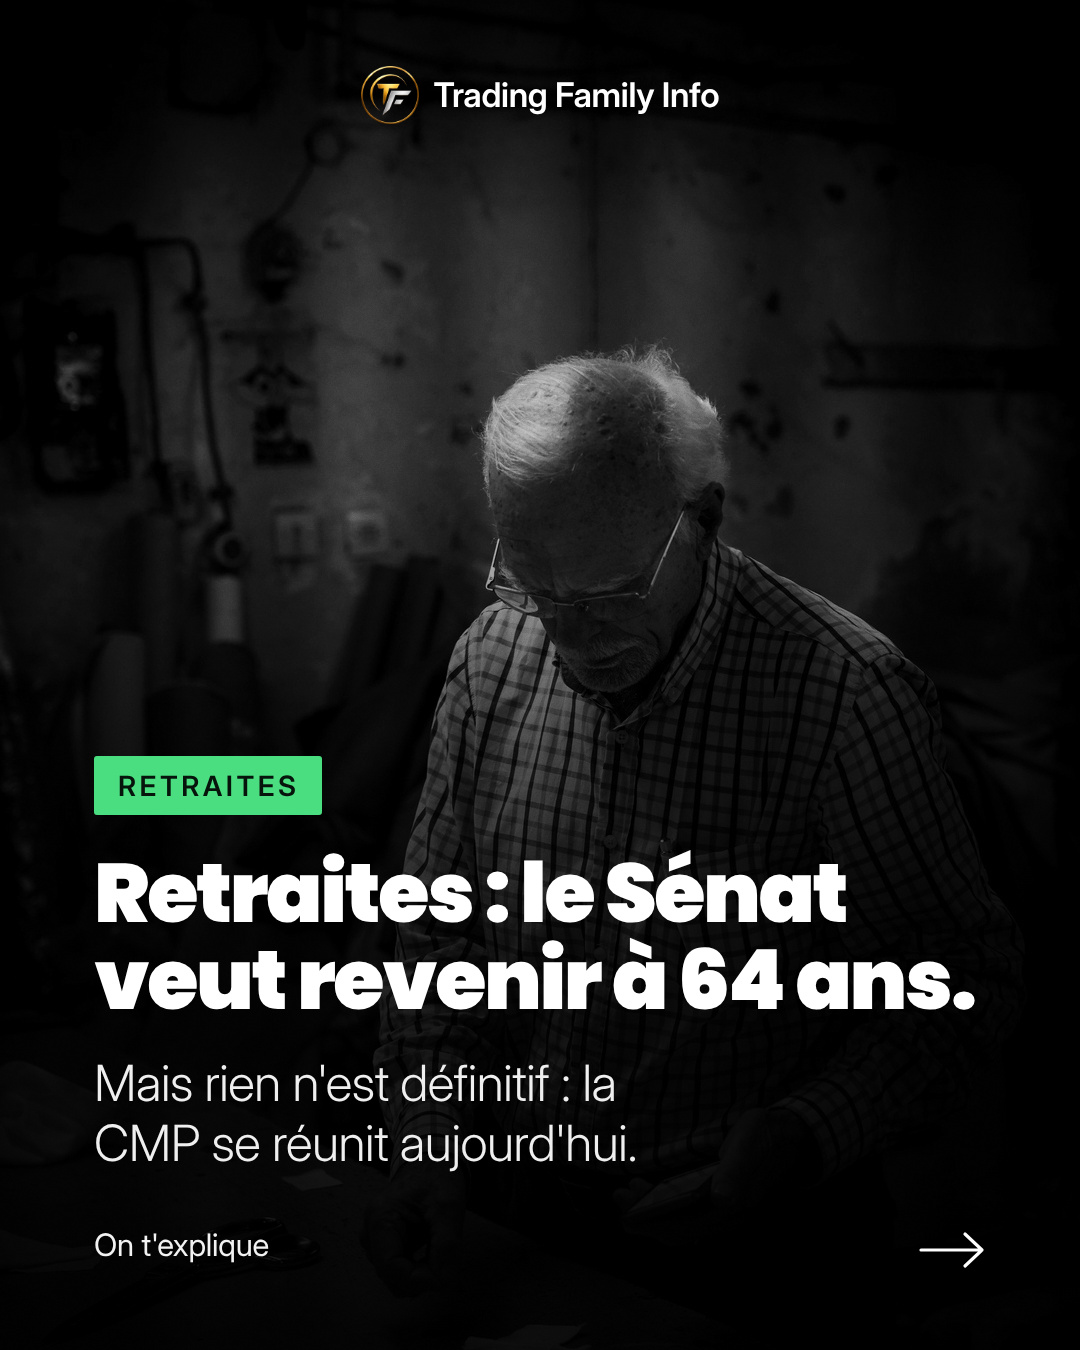 Trading Family Info
RETRAITES
Retraites : le Sénat
veut revenir à 64 ans.
Mais rien n'est définitif : la
CMP se réunit aujourd'hui.
On t'explique